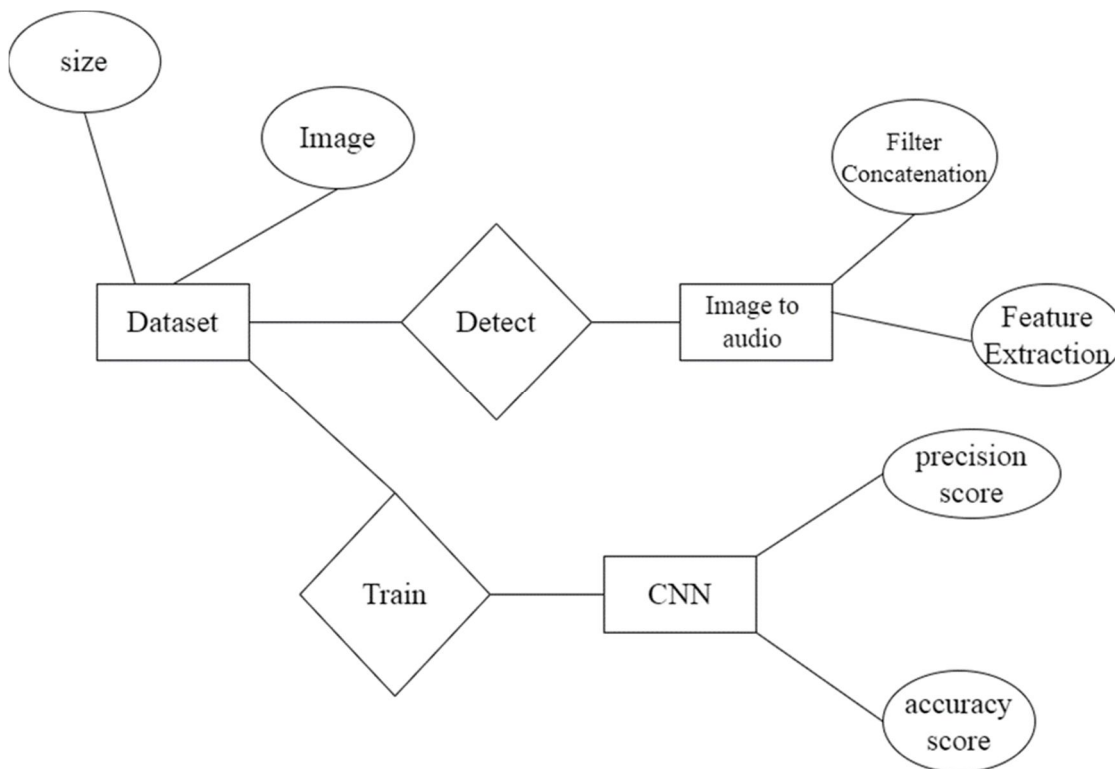 size
Image
Filter
Concatenation
Dataset
Detect
Image to
audio
Feature
Extraction
precision
score
Train
CNN
accuracy
score